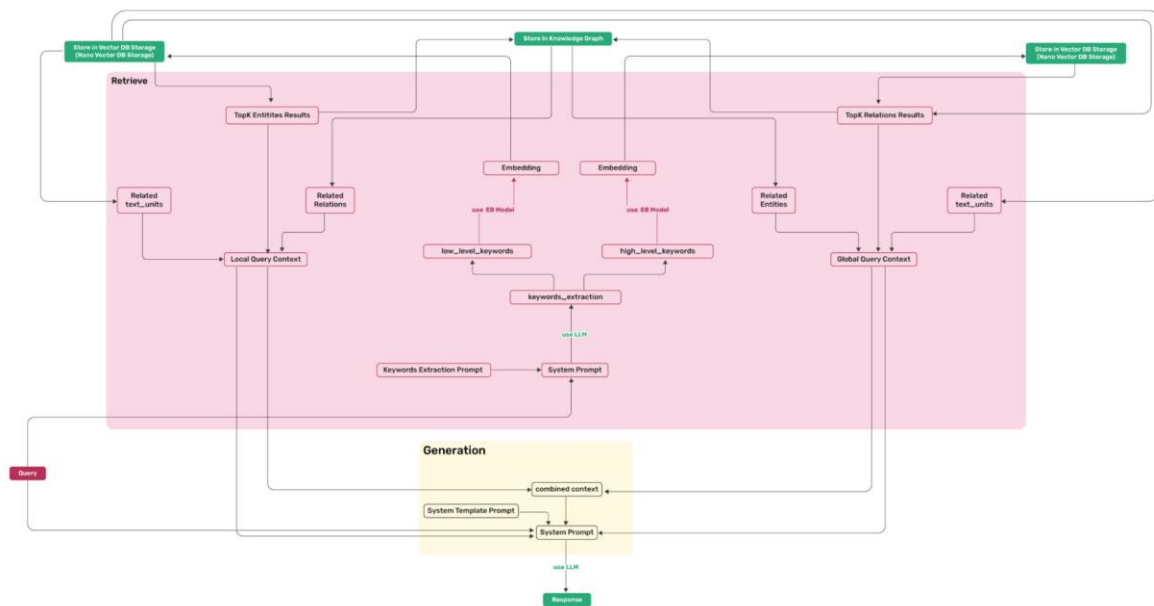 Store in Vector DB Storage
(Nano Vector DB Storage)
Store in Knowledge Graph
Store in Vector DB Storage
(Nano Vector DB Storage)
Retrieve
TopK Entitites Results
TopK Relations Results
Embedding
Embedding
Related
text_units
Related
Relations
Related
Entities
Related
text_units
use EB Model
use EB Model
low_level_keywords
high_level_keywords
Local Query Context
Global Query Context
keywords_extraction
use LLM
Keywords Extraction Prompt
System Prompt
Generation
Query
combined context
System Template Prompt
System Prompt
use LLM
Response